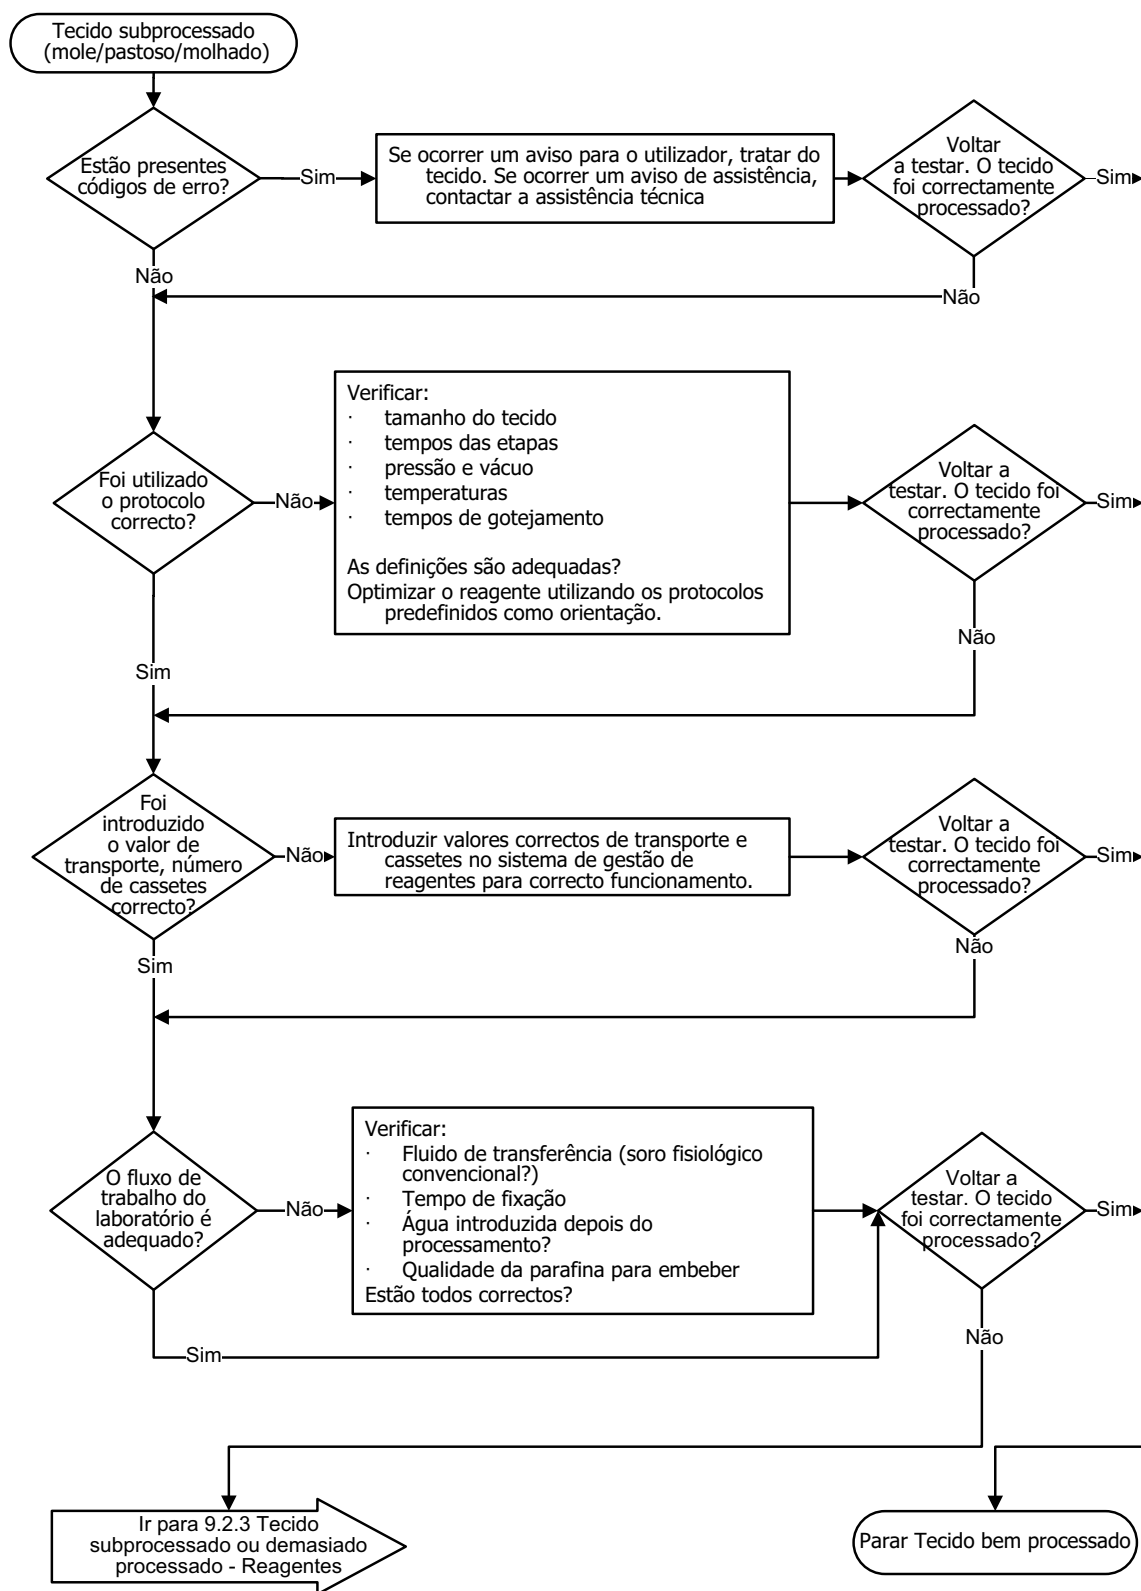 Tecido subprocessado
(mole/pastoso/molhado)
Estão presentes
códigos de erro?
Sim
Se ocorrer um aviso para o utilizador, tratar do
tecido. Se ocorrer um aviso de assistência,
contactar a assistência técnica
Voltar
a testar. O tecido
foi correctamente
processado?
Sim
Não
Não
Foi utilizado
o protocolo
correcto?
Não
Verificar:
· tamanho do tecido
· tempos das etapas
· pressão e vácuo
· temperaturas
· tempos de gotejamento
As definições são adequadas?
Optimizar o reagente utilizando os protocolos
predefinidos como orientação.
Voltar a
testar. O tecido foi
correctamente
processado?
Sim
Não
Sim
Foi
introduzido
o valor de
transporte, número
de cassetes
correcto?
Não
Introduzir valores correctos de transporte e
cassetes no sistema de gestão de
reagentes para correcto funcionamento.
Voltar a
testar. O tecido foi
correctamente
processado?
Sim
Não
Sim
O fluxo de
trabalho do
laboratório é
adequado?
Não
Verificar:
· Fluido de transferência (soro fisiológico
convencional?)
· Tempo de fixação
· Água introduzida depois do
processamento?
· Qualidade da parafina para embeber
Estão todos correctos?
Voltar a
testar. O tecido
foi correctamente
processado?
Sim
Não
Sim
Ir para 9.2.3 Tecido
subprocessado ou demasiado
processado - Reagentes
Parar Tecido bem processado